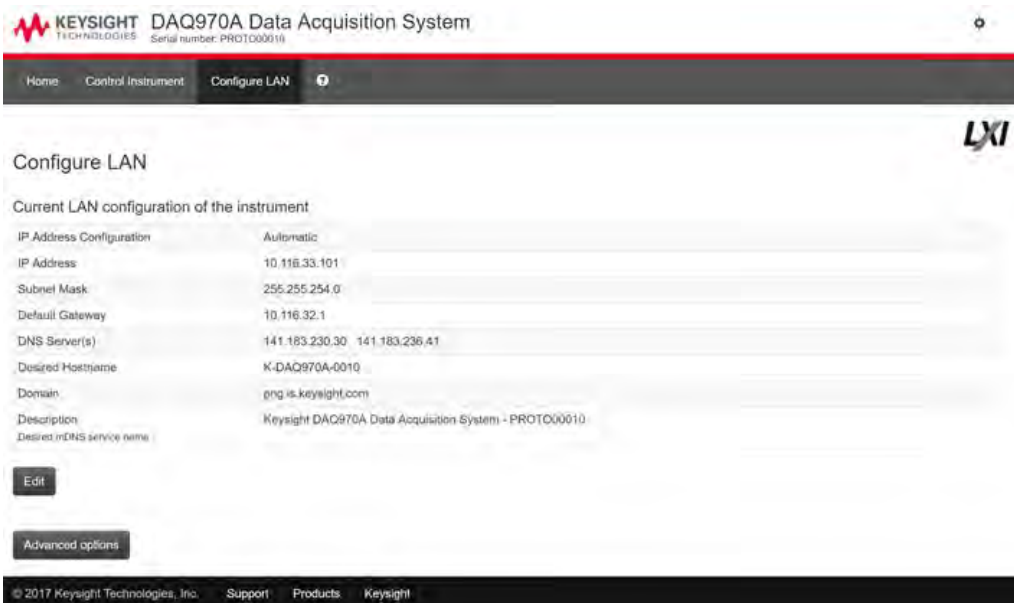 KEYSIGHT TECHNOLOGIES DAQ970A Data Acquisition System
Serial number: PROTO00010
Home Control Instrument Configure LAN ?
LXI
Configure LAN
Current LAN configuration of the instrument
IP Address Configuration Automatic
IP Address 10.116.33.101
Subnet Mask 255.255.254.0
Default Gateway 10.116.32.1
DNS Server(s) 141.183.230.30 141.183.236.41
Desired Hostname K-DAQ970A-0010
Domain png.is.keysight.com
Description Keysight DAQ970A Data Acquisition System - PROTO00010
Desired mDNS service name
Edit
Advanced options
© 2017 Keysight Technologies, Inc. Support Products Keysight